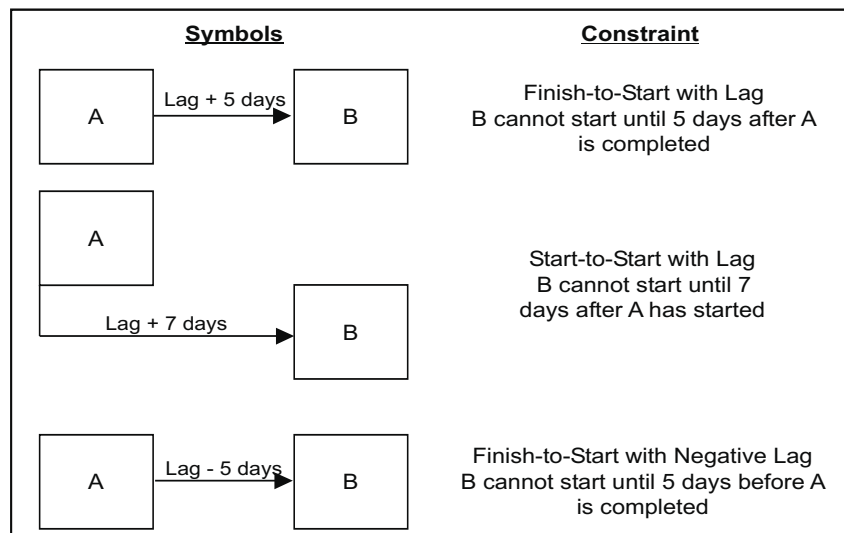 Symbols
Constraint
A
Lag + 5 days
B
Finish-to-Start with Lag
B cannot start until 5 days after A
is completed
A
Lag + 7 days
B
Start-to-Start with Lag
B cannot start until 7
days after A has started
A
Lag - 5 days
B
Finish-to-Start with Negative Lag
B cannot start until 5 days before A
is completed